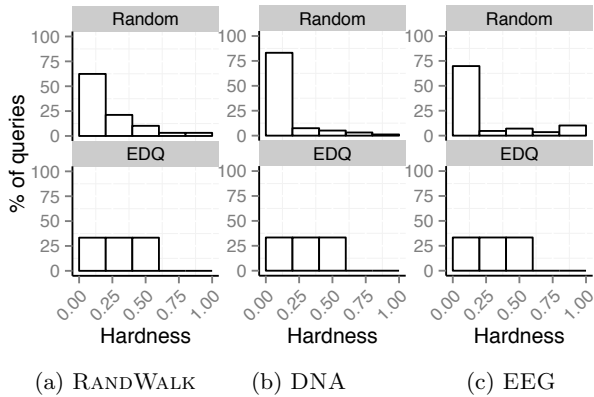 Random Random Random
100 100 100
75 75 75
50 50 50
25 25 25
0 0 0
EDQ EDQ EDQ
100 100 100
75 75 75
50 50 50
25 25 25
0 0 0
% of queries
0.00 0.25 0.50 0.75 1.00 0.00 0.25 0.50 0.75 1.00 0.00 0.25 0.50 0.75 1.00
Hardness Hardness Hardness
(a) RANDWALK (b) DNA (c) EEG